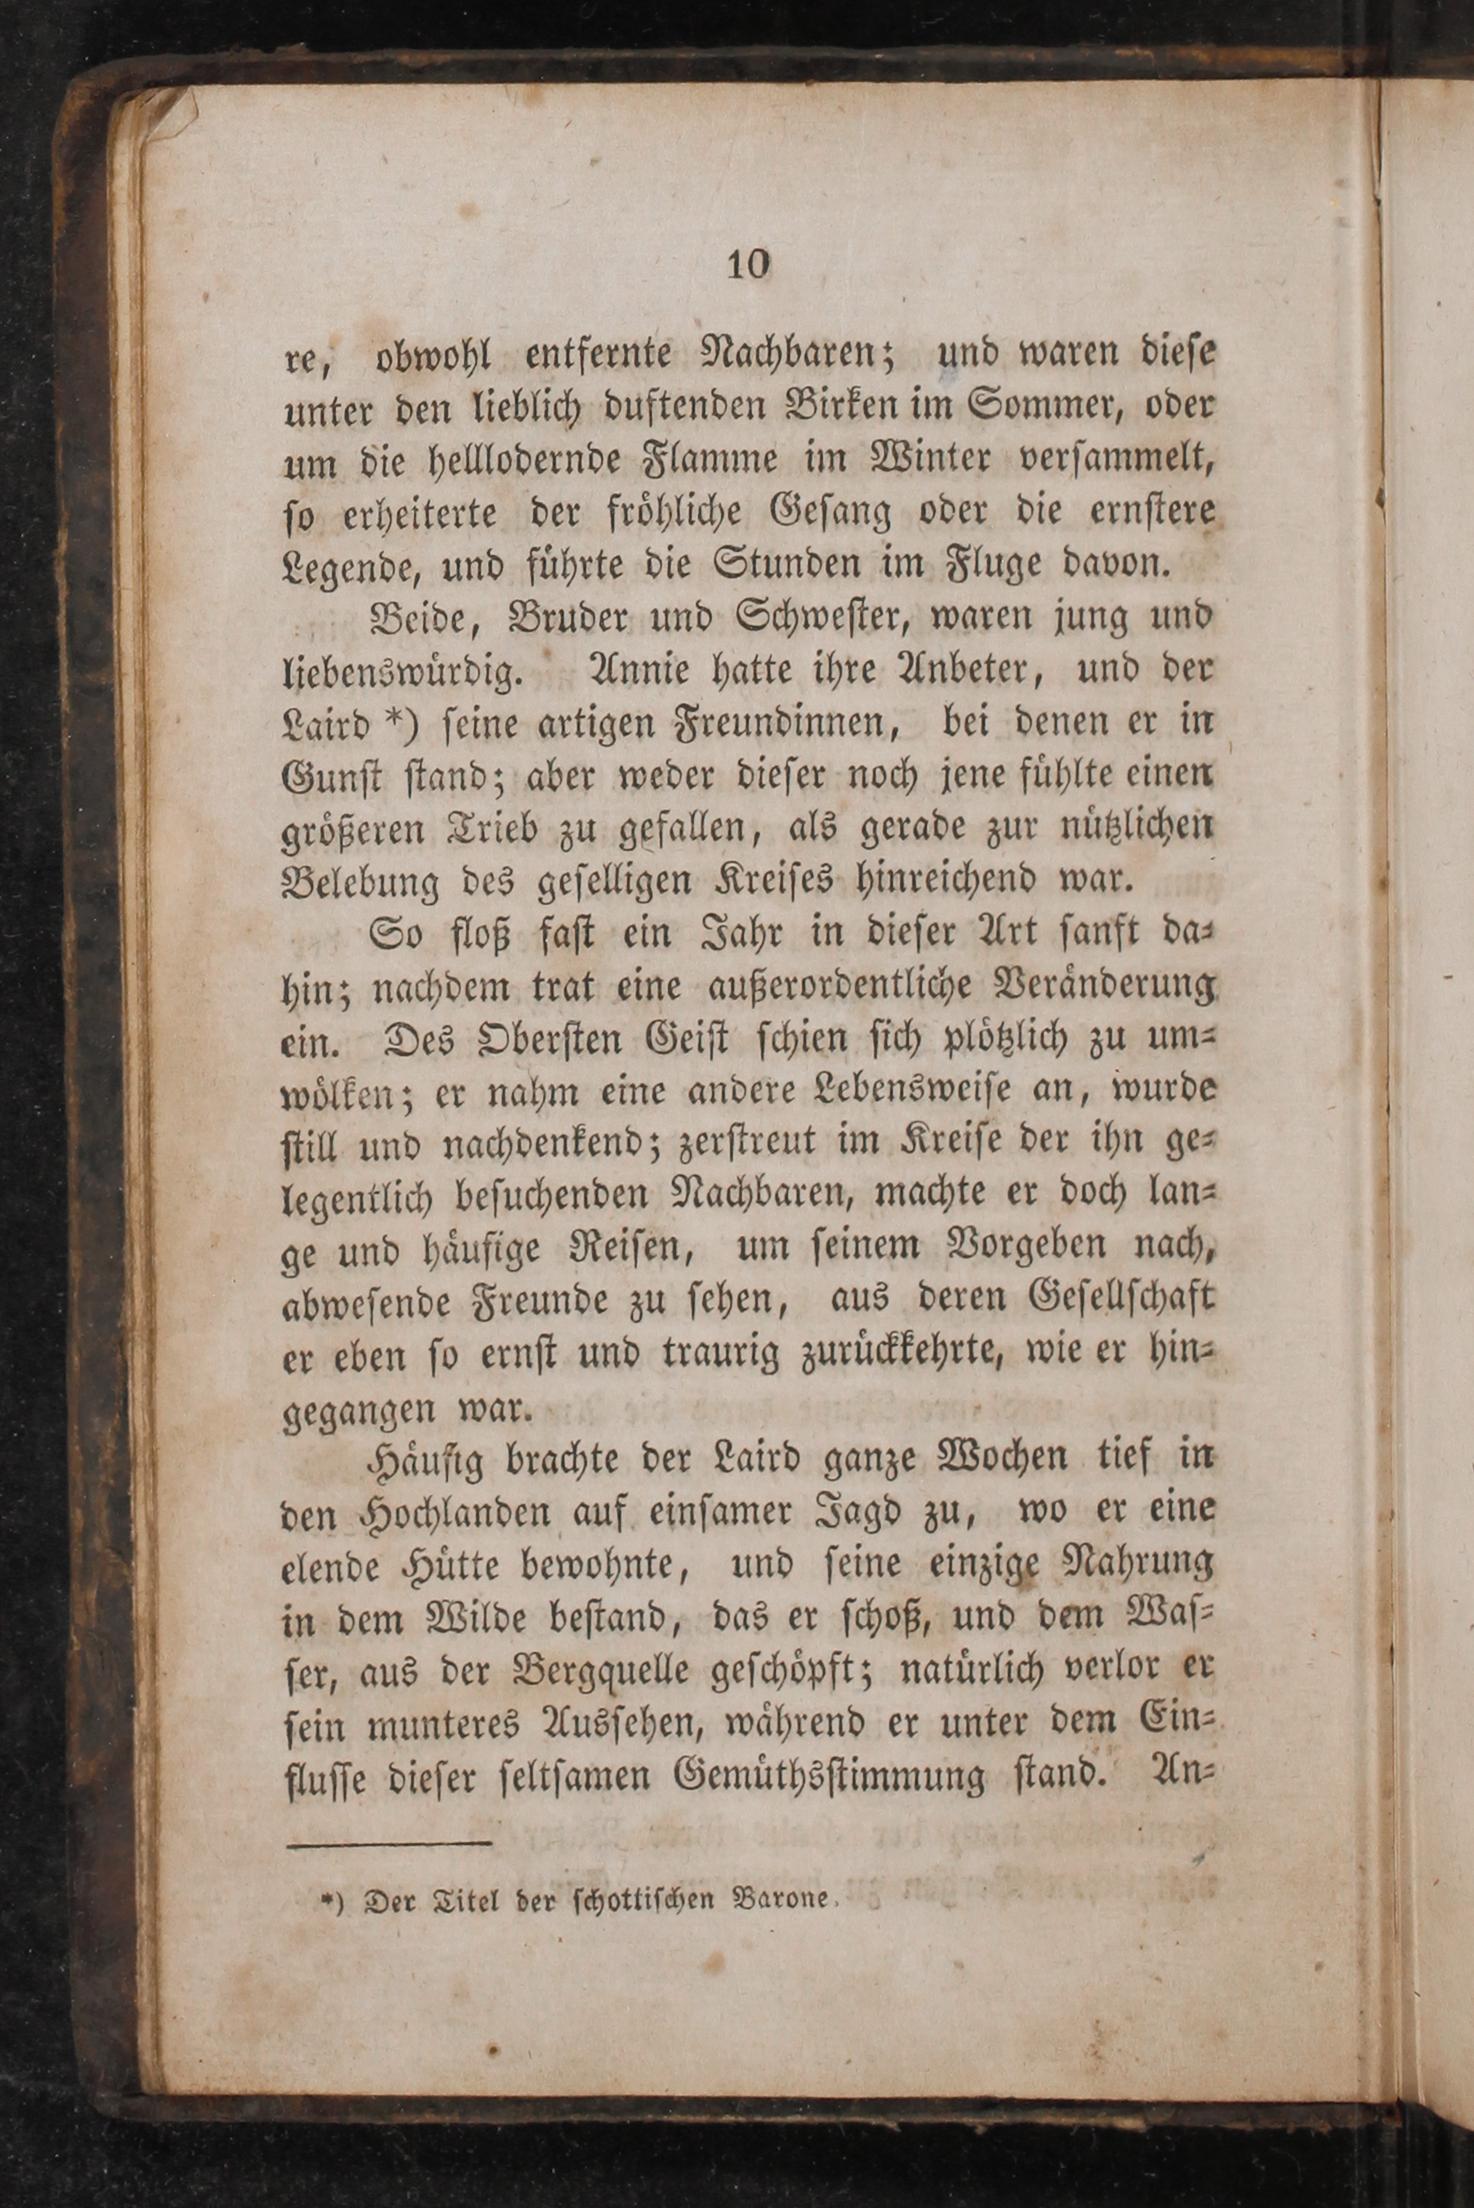 10
re, obwohl entfernte Nachbaren; und waren dieſe
unter den lieblich duftenden Birken im Sommer, oder
um die helllodernde Flamme im Winter verſammelt,
ſo erheiterte der fröhliche Geſang oder die ernſtere
Legende, und führte die Stunden im Fluge davon.
Beide, Bruder und Schweſter, waren jung und
liebenswürdig. Annie hatte ihre Anbeter, und der
Laird *) ſeine artigen Freundinnen, bei denen er in
Gunſt ſtand; aber weder dieſer noch jene fühlte einen
größeren Trieb zu gefallen, als gerade zur nützlichen
Belebung des geſelligen Kreiſes hinreichend war.
So floß faſt ein Jahr in dieſer Art ſanft da⸗
hin; nachdem trat eine außerordentliche Veränderung
ein. Des Oberſten Geiſt ſchien ſich plötzlich zu um⸗
wölken; er nahm eine andere Lebensweiſe an, wurde
ſtill und nachdenkend; zerſtreut im Kreiſe der ihn ge⸗
legentlich beſuchenden Nachbaren, machte er doch lan⸗
ge und häufige Reiſen, um ſeinem Vorgeben nach,
abweſende Freunde zu ſehen, aus deren Geſellſchaft
er eben ſo ernſt und traurig zurückkehrte, wie er hin⸗
gegangen war.
Häufig brachte der Laird ganze Wochen tief in
den Hochlanden auf einſamer Jagd zu, wo er eine
elende Hütte bewohnte, und ſeine einzige Nahrung
in dem Wilde beſtand, das er ſchoß, und dem Waſ⸗
ſer, aus der Bergquelle geſchöpft; natürlich verlor er
ſein munteres Ausſehen, während er unter dem Ein⸗
fluſſe dieſer ſeltſamen Gemüthsſtimmung ſtand. An⸗
*) Der Titel der ſchottiſchen Barone.